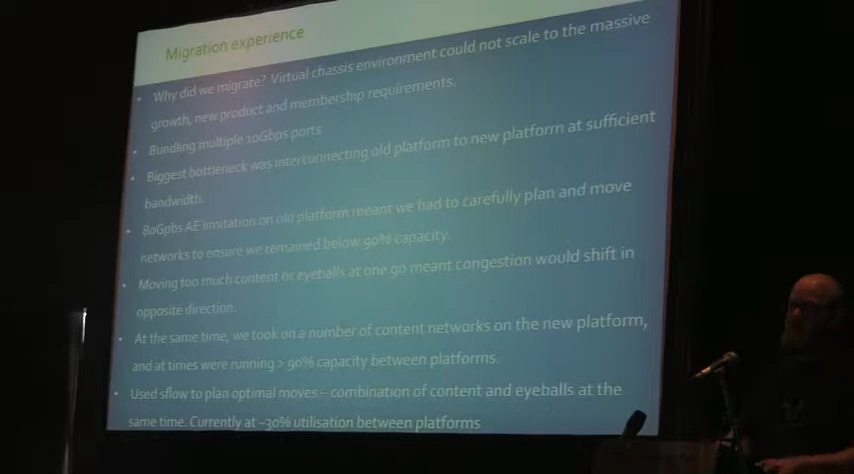 Migration experience
• Why did we migrate? Virtual chassis environment could not scale to the massive
growth, new product and membership requirements.
• Bundling multiple 10Gbps ports
• Biggest bottleneck was interconnecting old platform to new platform at sufficient
bandwidth.
• 80Gpbs AE limitation on old platform meant we had to carefully plan and move
networks to ensure we remained below 90% capacity.
• Moving too much content or eyeballs at one go meant congestion would shift in
opposite direction.
• At the same time, we took on a number of content networks on the new platform,
and at times were running > 90% capacity between platforms.
• Used sflow to plan optimal moves – combination of content and eyeballs at the
same time. Currently at ~30% utilisation between platforms